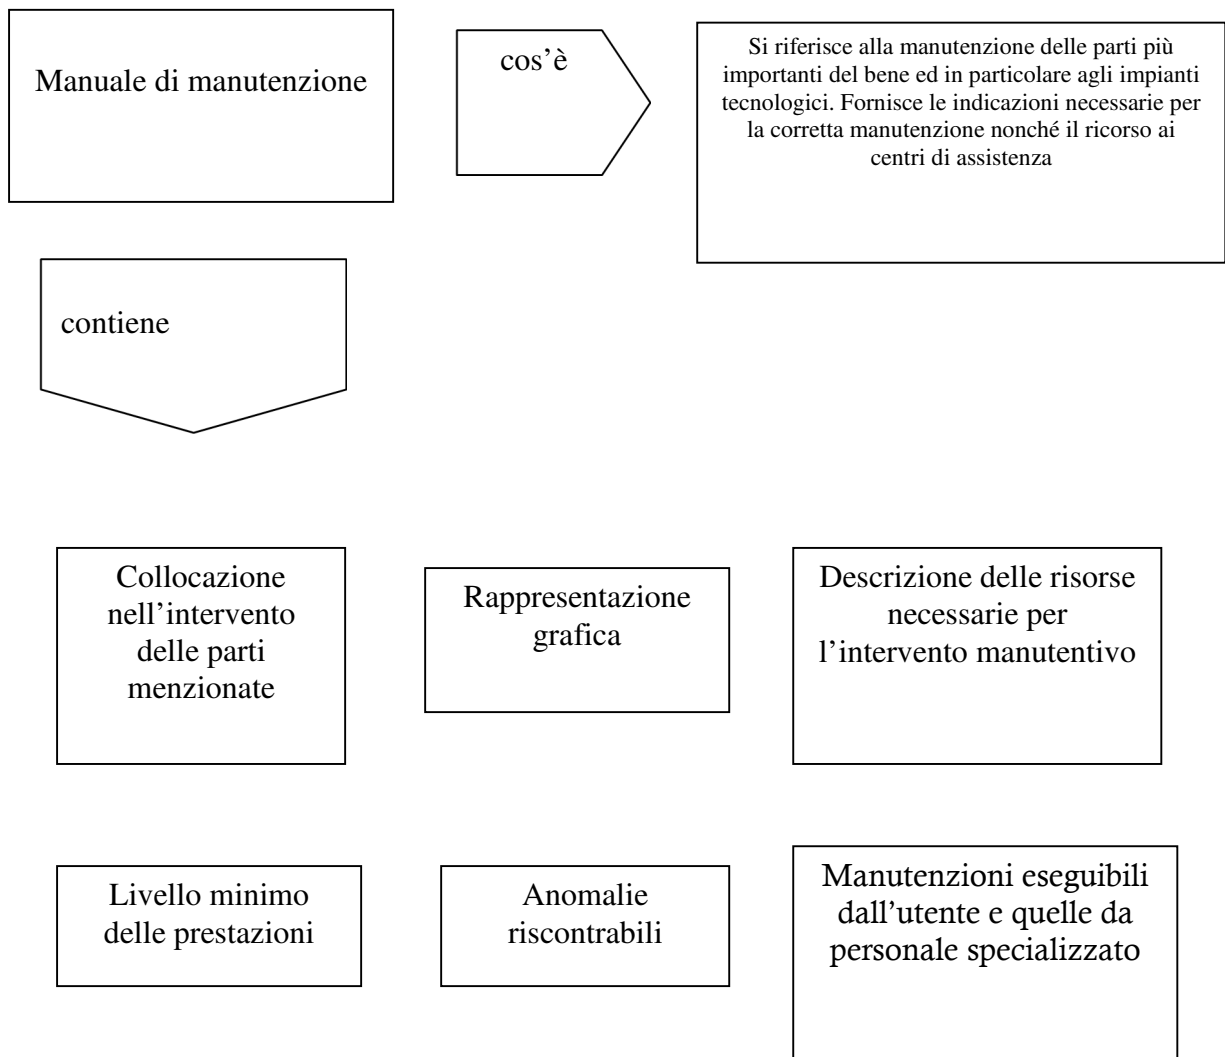 Manuale di manutenzione
cos’è
Si riferisce alla manutenzione delle parti più
importanti del bene ed in particolare agli impianti
tecnologici. Fornisce le indicazioni necessarie per
la corretta manutenzione nonché il ricorso ai
centri di assistenza
contiene
Collocazione
nell’intervento
delle parti
menzionate
Rappresentazione
grafica
Descrizione delle risorse
necessarie per
l’intervento manutentivo
Livello minimo
delle prestazioni
Anomalie
riscontrabili
Manutenzioni eseguibili
dall’utente e quelle da
personale specializzato